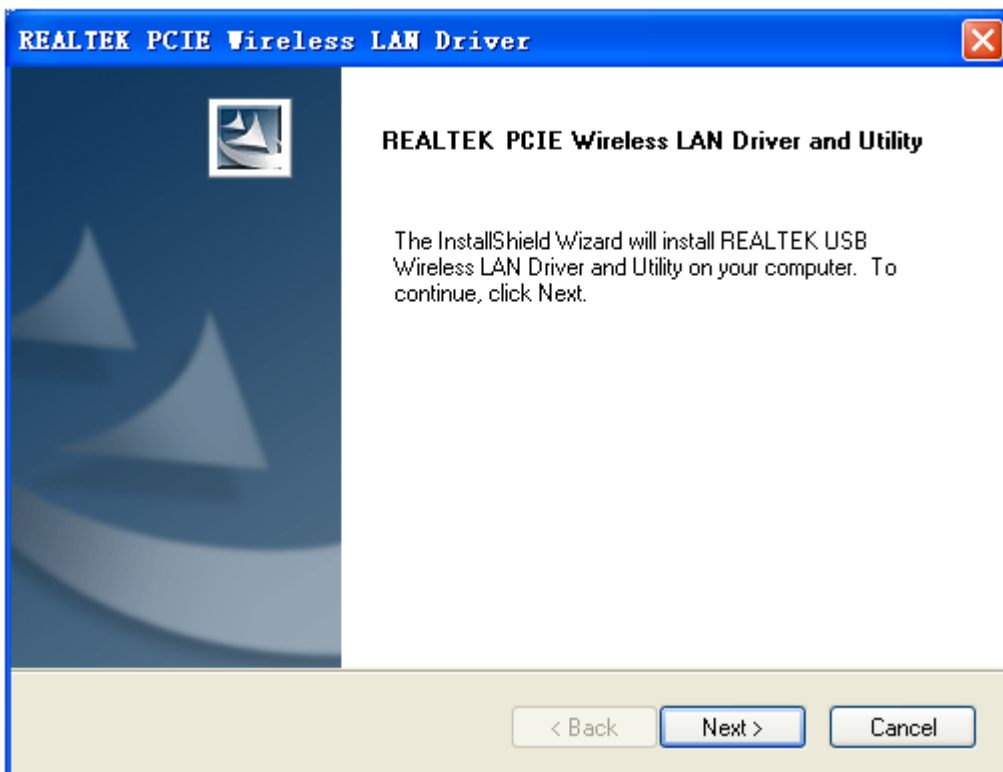 REALTEK PCIE Wireless LAN Driver
REALTEK PCIE Wireless LAN Driver and Utility
The InstallShield Wizard will install REALTEK USB
Wireless LAN Driver and Utility on your computer. To
continue, click Next.
< Back
Next >
Cancel